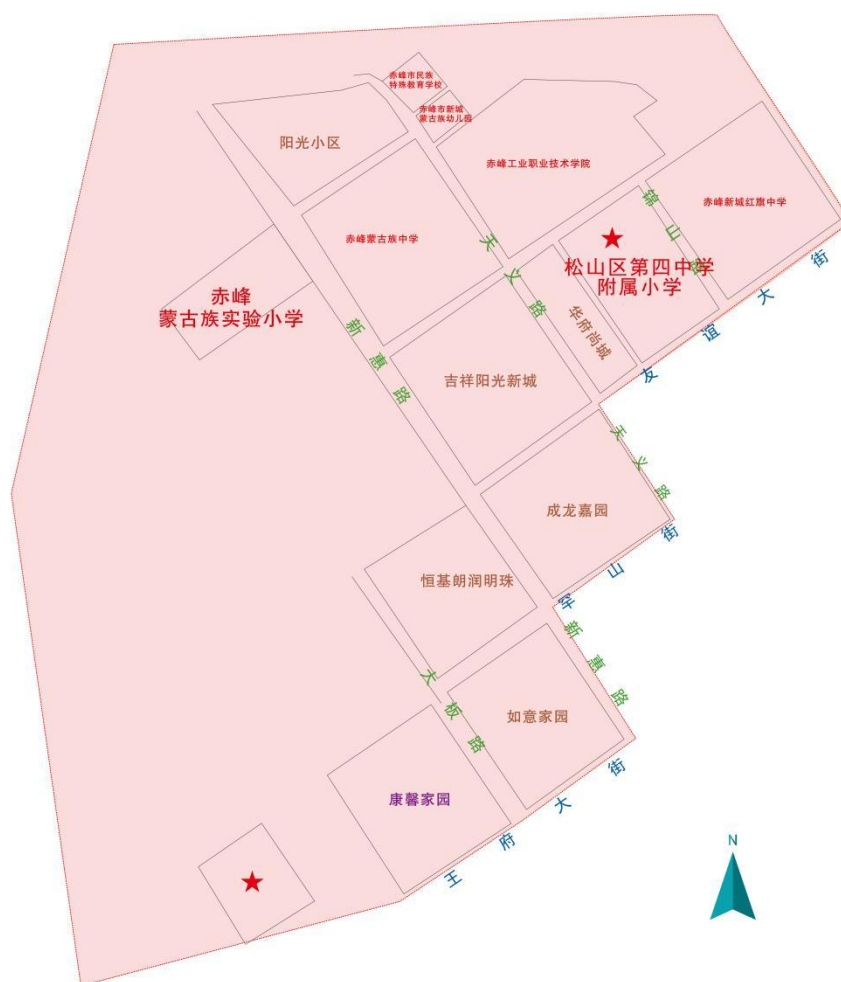 赤峰市民族
特殊教育学校
赤峰市新城
蒙古族幼儿园
阳光小区
赤峰工业职业技术学院
锦山路
赤峰新城红旗中学
赤峰蒙古族中学
天义路
松山区第四中学
附属小学
友谊大街
赤峰
蒙古族实验小学
新惠路
华府尚城
吉祥阳光新城
天义路
成龙嘉园
罕山街
恒基朗润明珠
新惠路
大板路
如意家园
康馨家园
王府大街
N